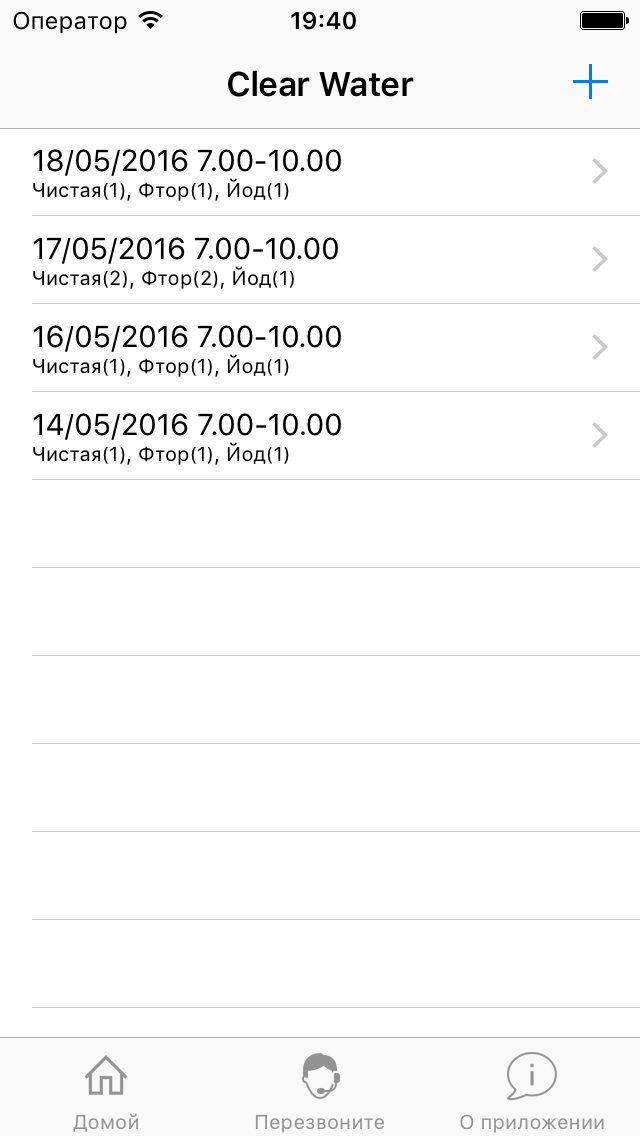 Оператор 19:40
Clear Water
18/05/2016 7.00-10.00
Чистая(1), Фтор(1), Йод(1)
17/05/2016 7.00-10.00
Чистая(2), Фтор(2), Йод(1)
16/05/2016 7.00-10.00
Чистая(1), Фтор(1), Йод(1)
14/05/2016 7.00-10.00
Чистая(1), Фтор(1), Йод(1)
Домой Перезвоните О приложении